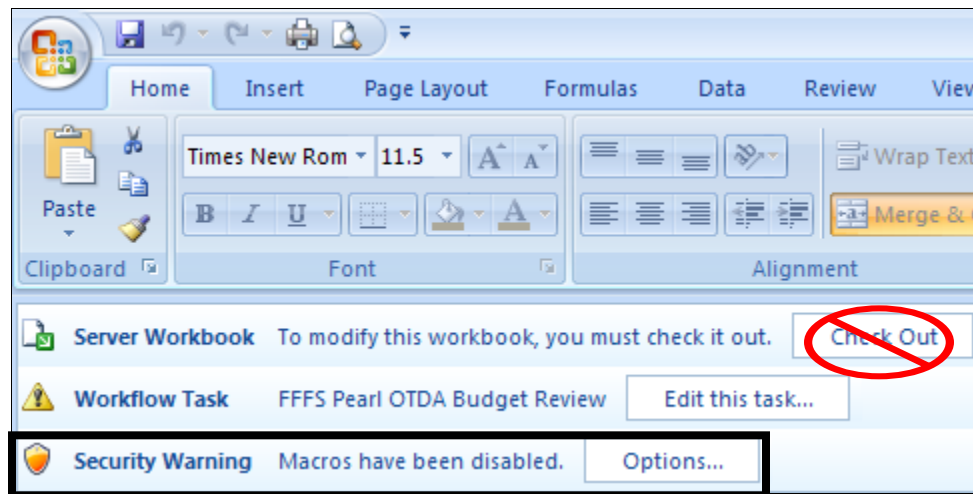 Home Insert Page Layout Formulas Data Review View
Times New Rom 11.5 A A Wrap Text
Paste B I U A Merge &
Clipboard Font Alignment
Server Workbook To modify this workbook, you must check it out. Check Out
Workflow Task FFFS Pearl OTDA Budget Review Edit this task...
Security Warning Macros have been disabled. Options...